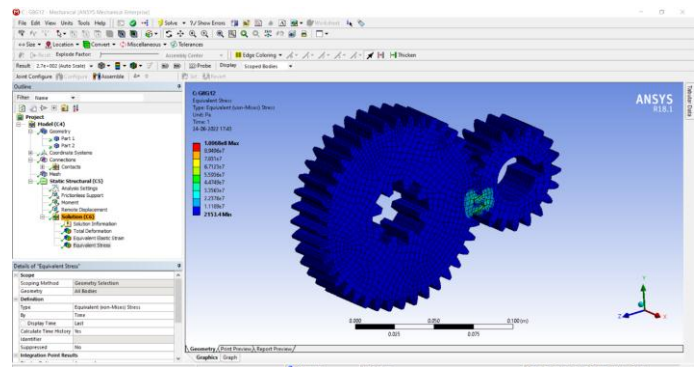 C: GBG12 - Mechanical [ANSYS Mechanical Enterprise]
File Edit View Units Tools Help
Solve
?/ Show Errors
Worksheet
Size
Location
Convert
Miscellaneous
Tolerances
Explode Factor:
Assembly Center
Edge Coloring
Thicken
Result
2.7e+002 (Auto Scale)
Probe
Display
Scoped Bodies
Joint Configure
Configure
Assemble
Outline
Filter: Name
Project
Model (C4)
Geometry
Part 1
Part 2
Coordinate Systems
Connections
Contacts
Mesh
Static Structural (C5)
Analysis Settings
Frictionless Support
Moment
Remote Displacement
Solution (C6)
Solution Information
Total Deformation
Equivalent Elastic Strain
Equivalent Stress
Details of "Equivalent Stress"
Scope
Scoping Method Geometry Selection
Geometry All Bodies
Definition
Type Equivalent (von-Mises) Stress
By Time
Display Time Last
Calculate Time History Yes
Identifier
Suppressed No
Integration Point Results
C: GBG12
Equivalent Stress
Type: Equivalent (von-Mises) Stress
Unit: Pa
Time: 1
2153.4 Min
ANSYS
R18.1
0.000
0.050
0.100 (m)
0.025
0.075
Y
Z
X
Geometry
Print Preview
Report Preview
Graphics
Graph
Tabular Data